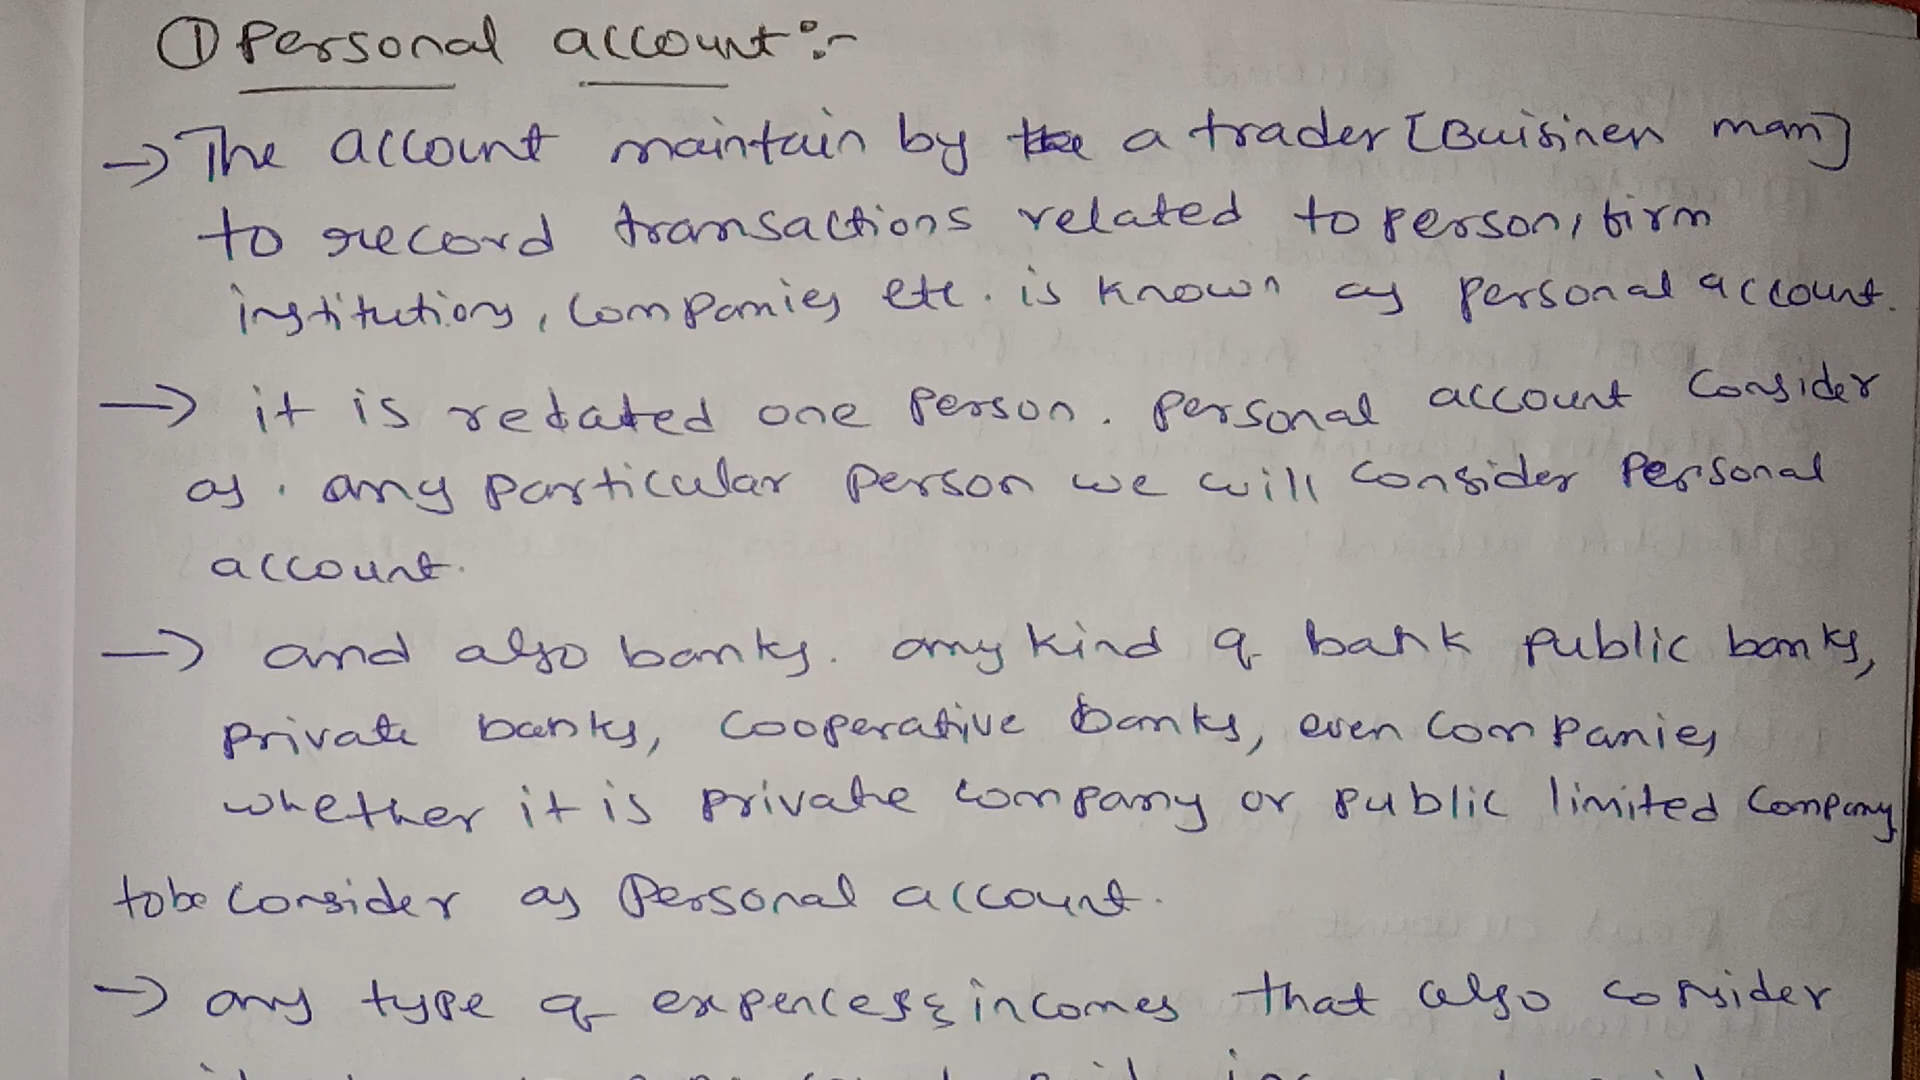 ① Personal account:-
→ The account maintain by the a trader [Buisiness man]
to record transactions related to person, firm
institutions, companies etc. is known as personal account.
→ it is related one person. personal account consider
as. any particular person we will consider personal
account.
→ and also banks. any kind of bank public banks,
private banks, cooperative banks, even companies
whether it is private company or public limited company
to be consider as Personal account.
→ any type of expences & incomes that also consider